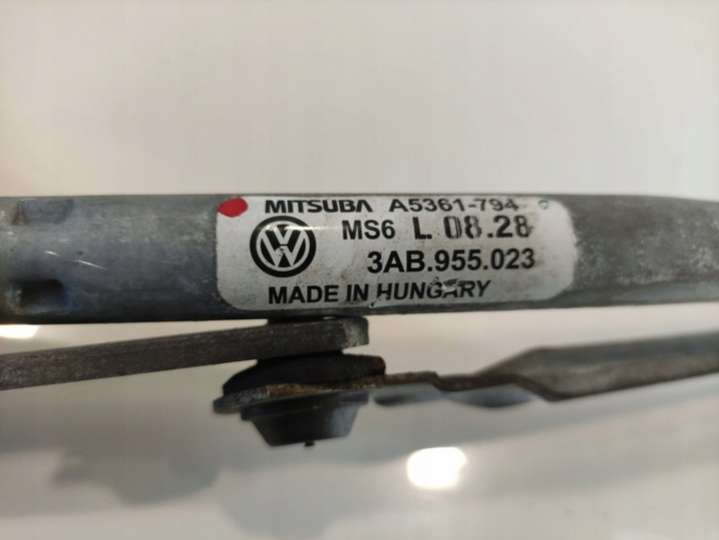 MITSUBA A5361-794
MS6 L 08.28
3AB.955.023
MADE IN HUNGARY